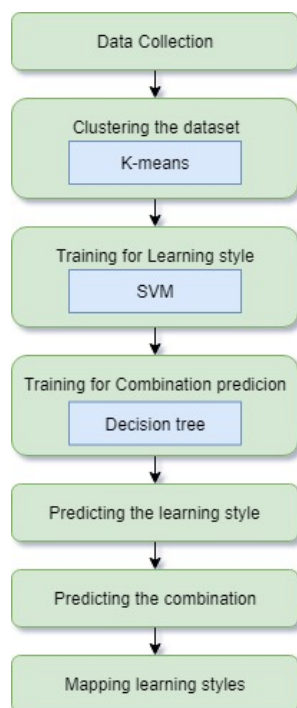 Data Collection
Clustering the dataset
K-means
Training for Learning style
SVM
Training for Combination predicion
Decision tree
Predicting the learning style
Predicting the combination
Mapping learning styles